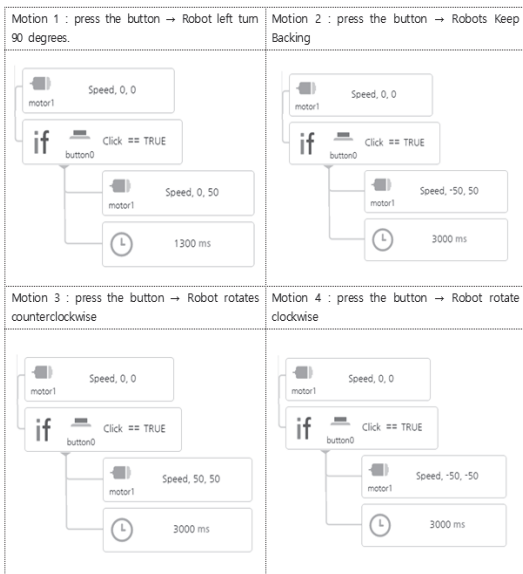 Motion 1 : press the button → Robot left turn
90 degrees.
motor1
Speed, 0, 0
if
button0
Click == TRUE
motor1
Speed, 0, 50
1300 ms
Motion 2 : press the button → Robots Keep
Backing
motor1
Speed, 0, 0
if
button0
Click == TRUE
motor1
Speed, -50, 50
3000 ms
Motion 3 : press the button → Robot rotates
counterclockwise
motor1
Speed, 0, 0
if
button0
Click == TRUE
motor1
Speed, 50, 50
3000 ms
Motion 4 : press the button → Robot rotate
clockwise
motor1
Speed, 0, 0
if
button0
Click == TRUE
motor1
Speed, -50, -50
3000 ms